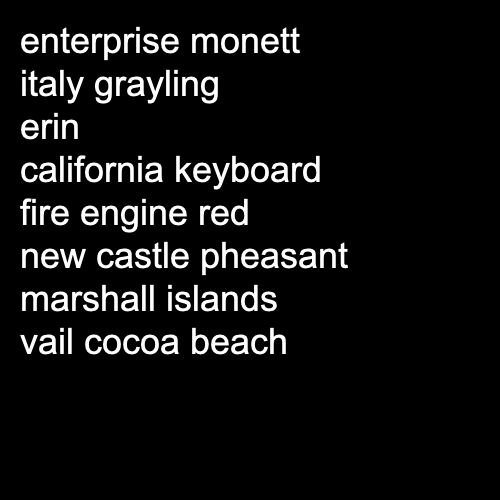 enterprise monett
italy grayling
erin
california keyboard
fire engine red
new castle pheasant
marshall islands
vail cocoa beach